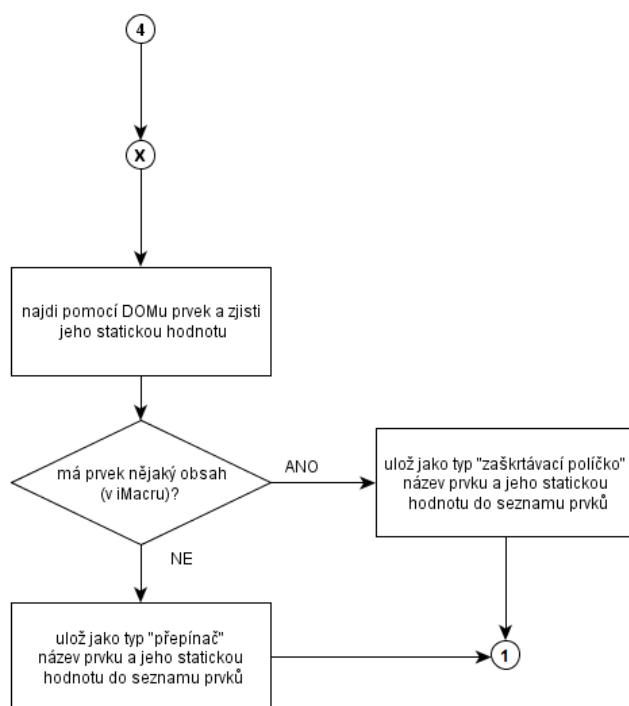 4
X
najdi pomocí DOMu prvek a zjisti
jeho statickou hodnotu
má prvek nějaký obsah
(v iMacru)?
ANO
ulož jako typ "zaškrtávací políčko"
název prvku a jeho statickou
hodnotu do seznamu prvků
NE
ulož jako typ "přepínač"
název prvku a jeho statickou
hodnotu do seznamu prvků
1